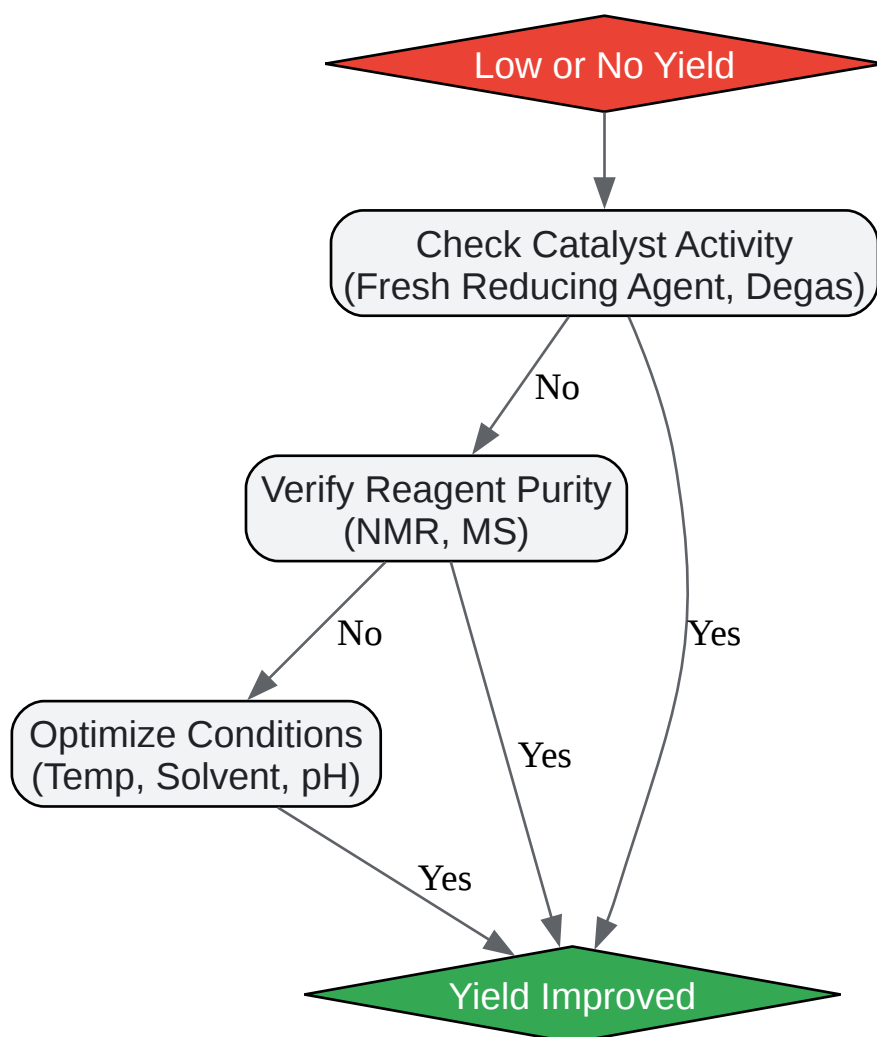 Low or No Yield
Check Catalyst Activity
(Fresh Reducing Agent, Degas)
No
Verify Reagent Purity
(NMR, MS)
No
Yes
Optimize Conditions
(Temp, Solvent, pH)
Yes
Yes
Yield Improved